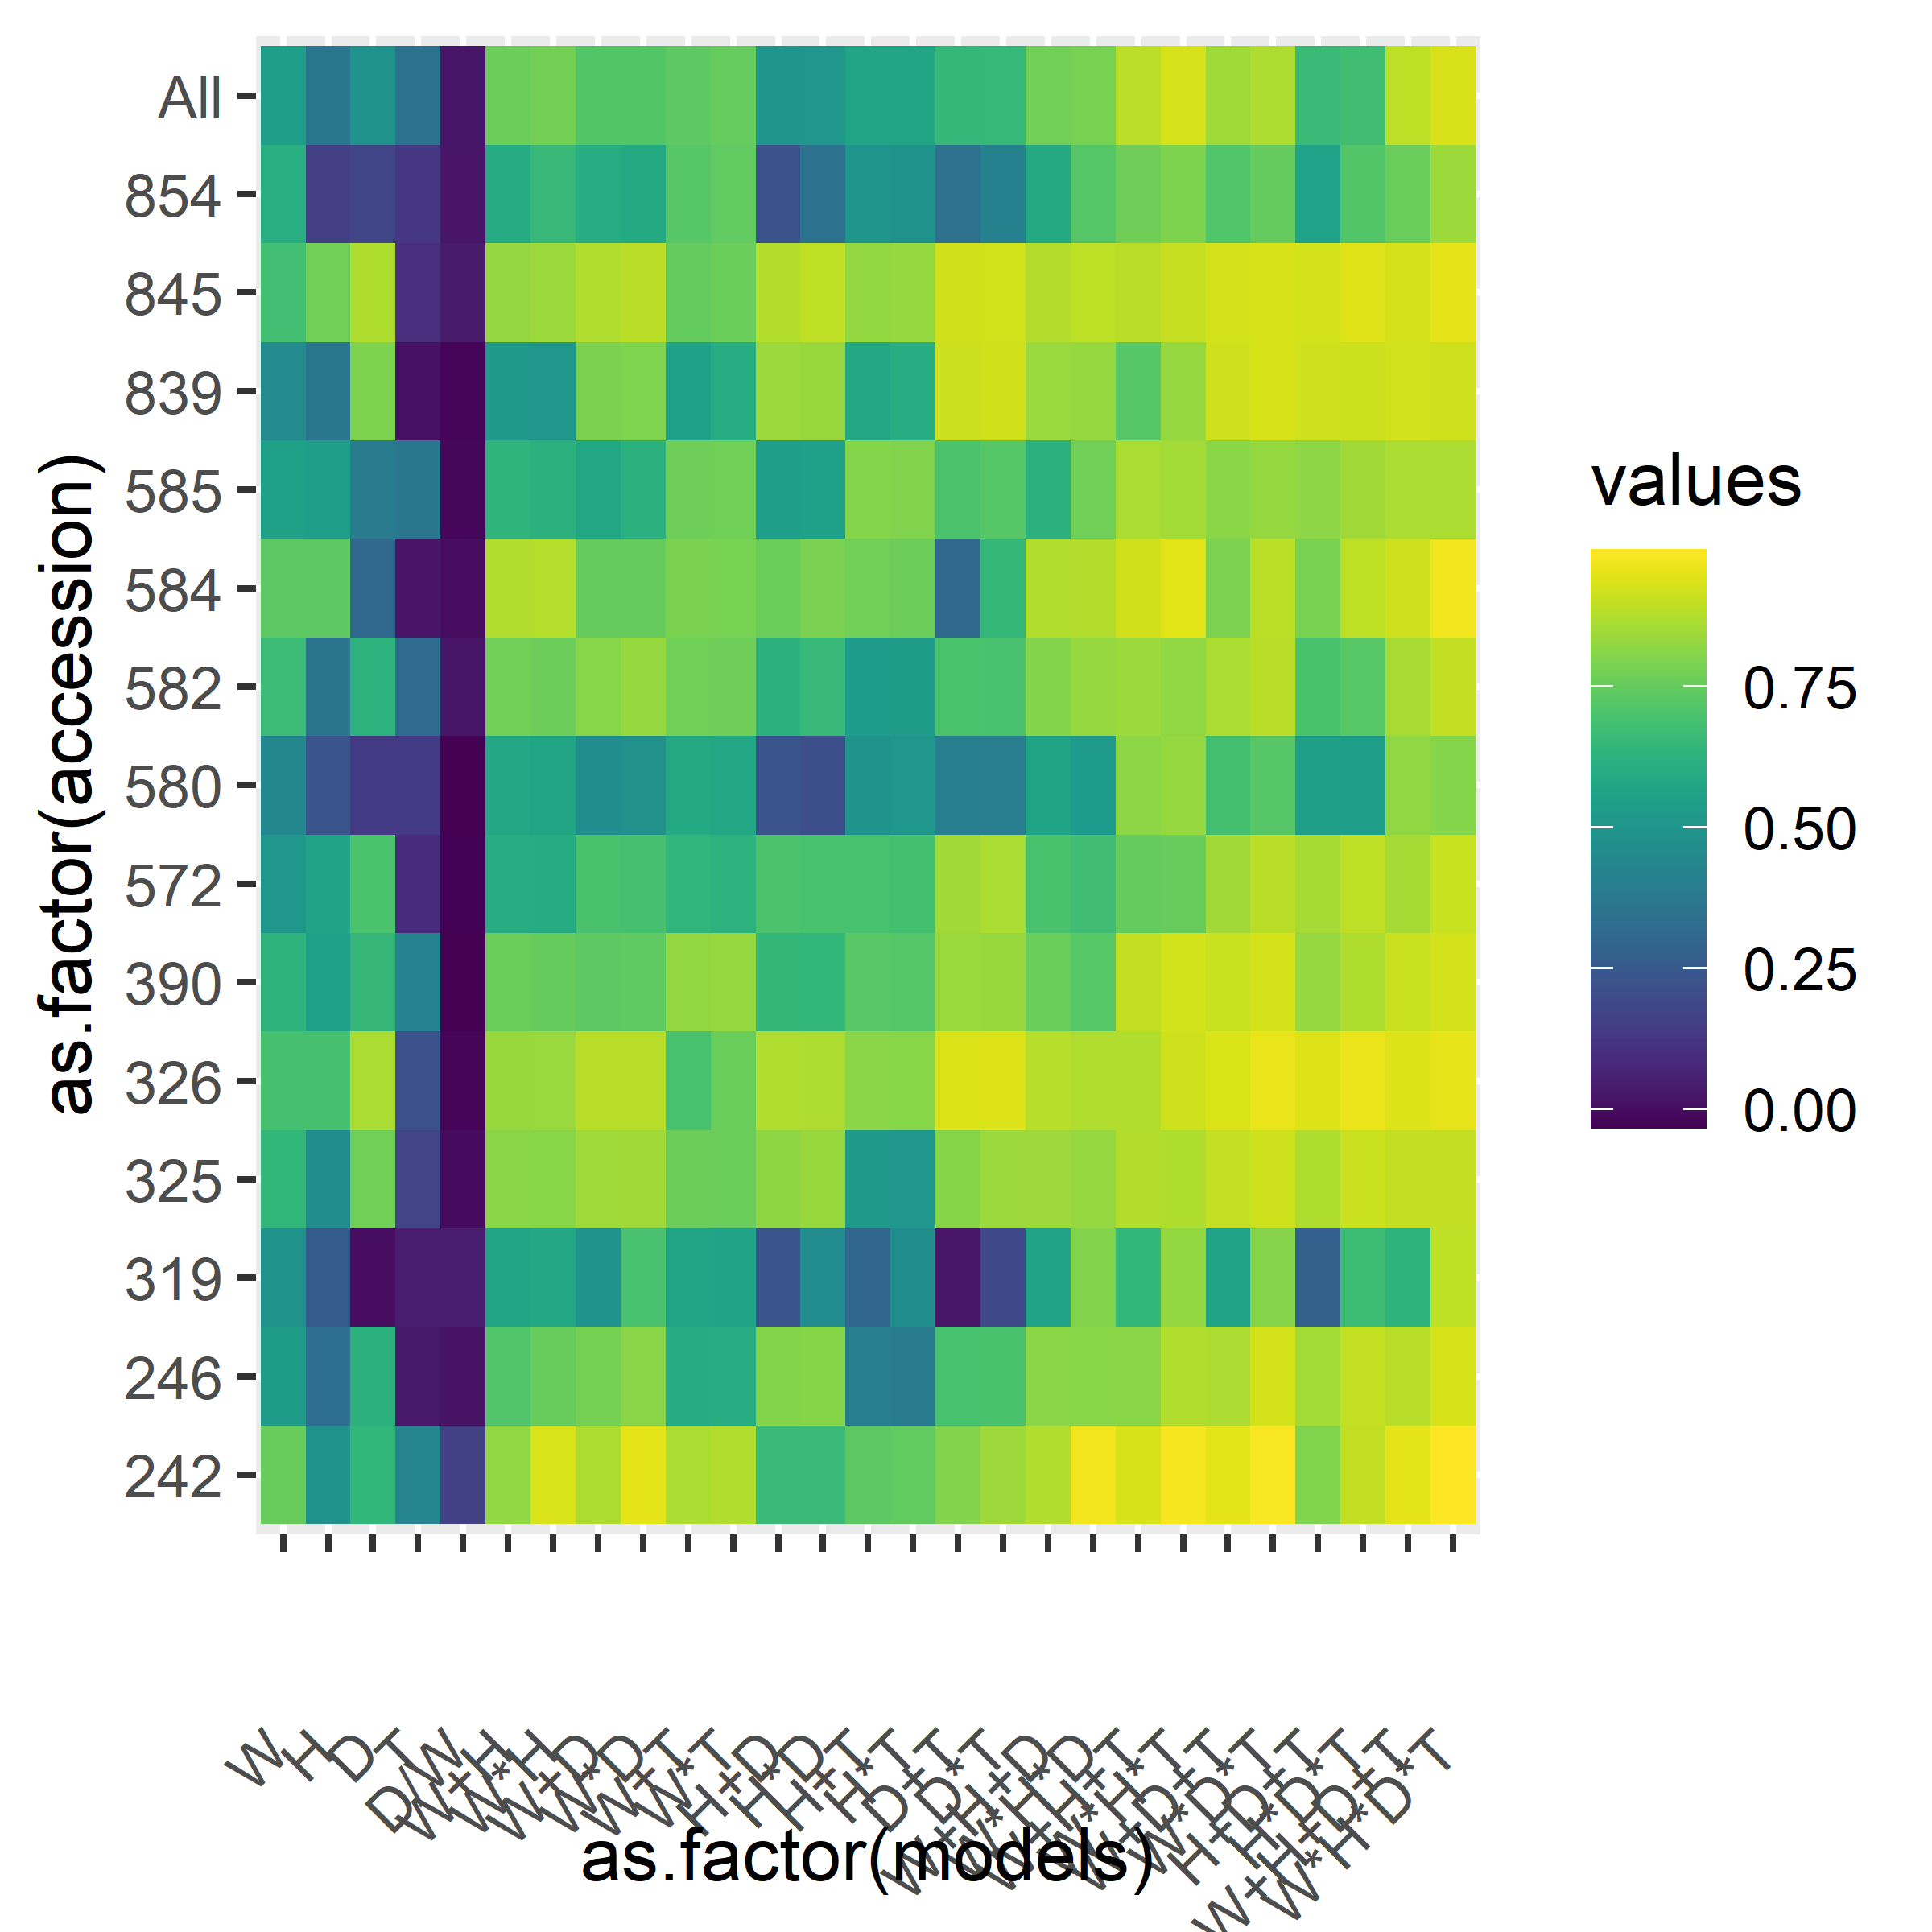 All
854
845
839
585
584
582
580
572
390
326
325
319
246
242
as.factor(accession)
W
H
D
T
D/W
W+H
W*H
W+D
W*D
W+T
W*T
H+D
H*D
H+T
H*T
D+T
D*T
W+H+D
W*H*D
W+H+T
W*H*T
W+D+T
W*D*T
H+D+T
H*D*T
W+H+D+T
W*H*D*T
as.factor(models)
values
0.75
0.50
0.25
0.00